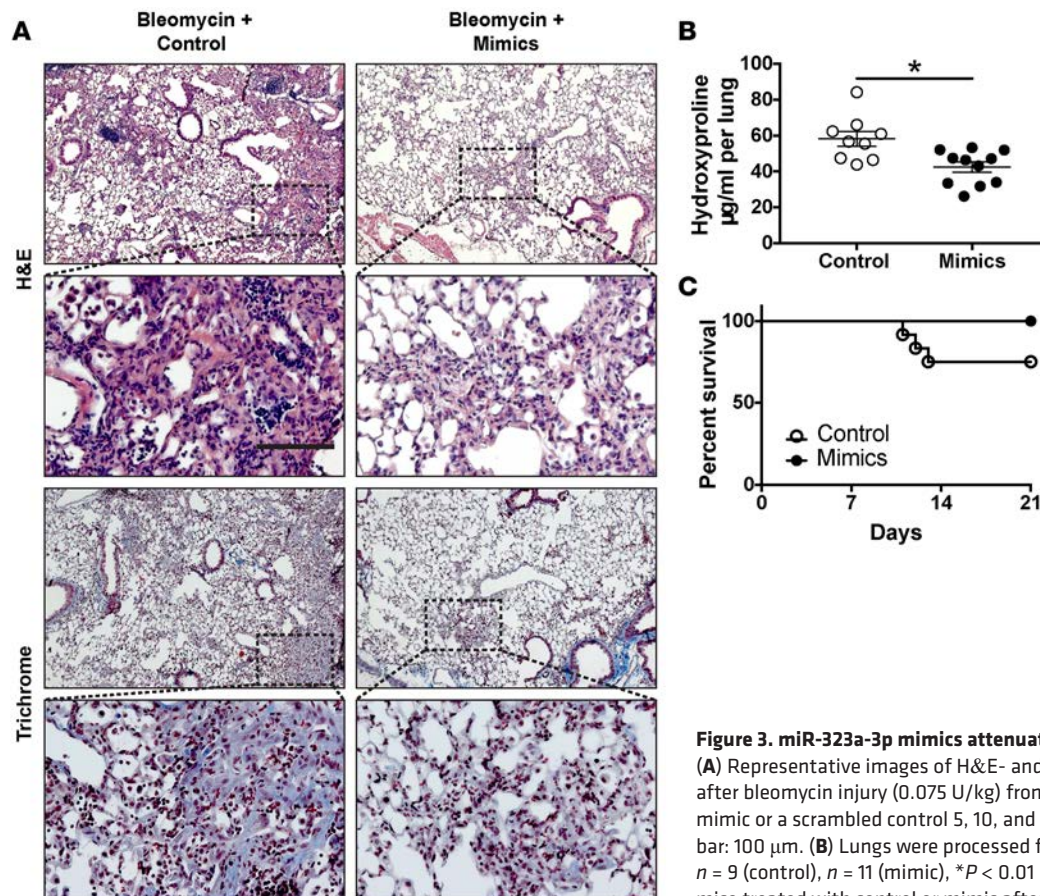 A
Bleomycin +
Control
Bleomycin +
Mimics
H&E
Trichrome
B
Hydroxyproline
μg/ml per lung
100
80
60
40
20
0
*
Control
Mimics
C
Percent survival
100
50
0
Control
Mimics
0
7
14
21
Days
Figure 3. miR-323a-3p mimics attenuat
(A) Representative images of H&E- and
after bleomycin injury (0.075 U/kg) from
mimic or a scrambled control 5, 10, and
bar: 100 μm. (B) Lungs were processed f
n = 9 (control), n = 11 (mimic), *P < 0.01